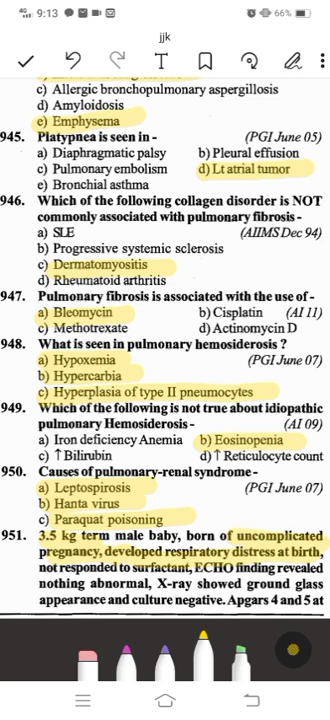 4G 9:13 66%
jjk
T
c) Allergic bronchopulmonary aspergillosis
d) Amyloidosis
e) Emphysema
945. Platypnea is seen in - (PGI June 05)
a) Diaphragmatic palsy b) Pleural effusion
c) Pulmonary embolism d) Lt atrial tumor
e) Bronchial asthma
946. Which of the following collagen disorder is NOT
commonly associated with pulmonary fibrosis -
a) SLE (AIIMS Dec 94)
b) Progressive systemic sclerosis
c) Dermatomyositis
d) Rheumatoid arthritis
947. Pulmonary fibrosis is associated with the use of -
a) Bleomycin b) Cisplatin (AI 11)
c) Methotrexate d) Actinomycin D
948. What is seen in pulmonary hemosiderosis ?
a) Hypoxemia (PGI June 07)
b) Hypercarbia
c) Hyperplasia of type II pneumocytes
949. Which of the following is not true about idiopathic
pulmonary Hemosiderosis - (AI 09)
a) Iron deficiency Anemia b) Eosinopenia
c) ↑ Bilirubin d) ↑ Reticulocyte count
950. Causes of pulmonary-renal syndrome -
a) Leptospirosis (PGI June 07)
b) Hanta virus
c) Paraquat poisoning
951. 3.5 kg term male baby, born of uncomplicated
pregnancy, developed respiratory distress at birth,
not responded to surfactant, ECHO finding revealed
nothing abnormal, X-ray showed ground glass
appearance and culture negative. Apgars 4 and 5 at